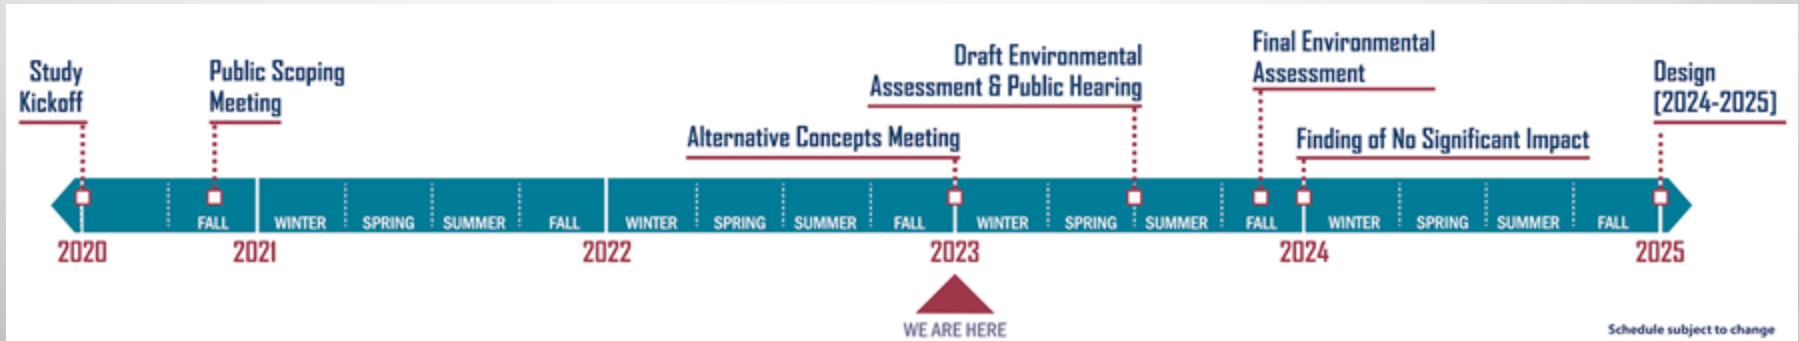 Study
Kickoff
Public Scoping
Meeting
Alternative Concepts Meeting
Draft Environmental
Assessment & Public Hearing
Final Environmental
Assessment
Finding of No Significant Impact
Design
[2024-2025]
FALL WINTER SPRING SUMMER FALL WINTER SPRING SUMMER FALL WINTER SPRING SUMMER FALL WINTER SPRING SUMMER FALL
2020 2021 2022 2023 2024 2025
WE ARE HERE
Schedule subject to change